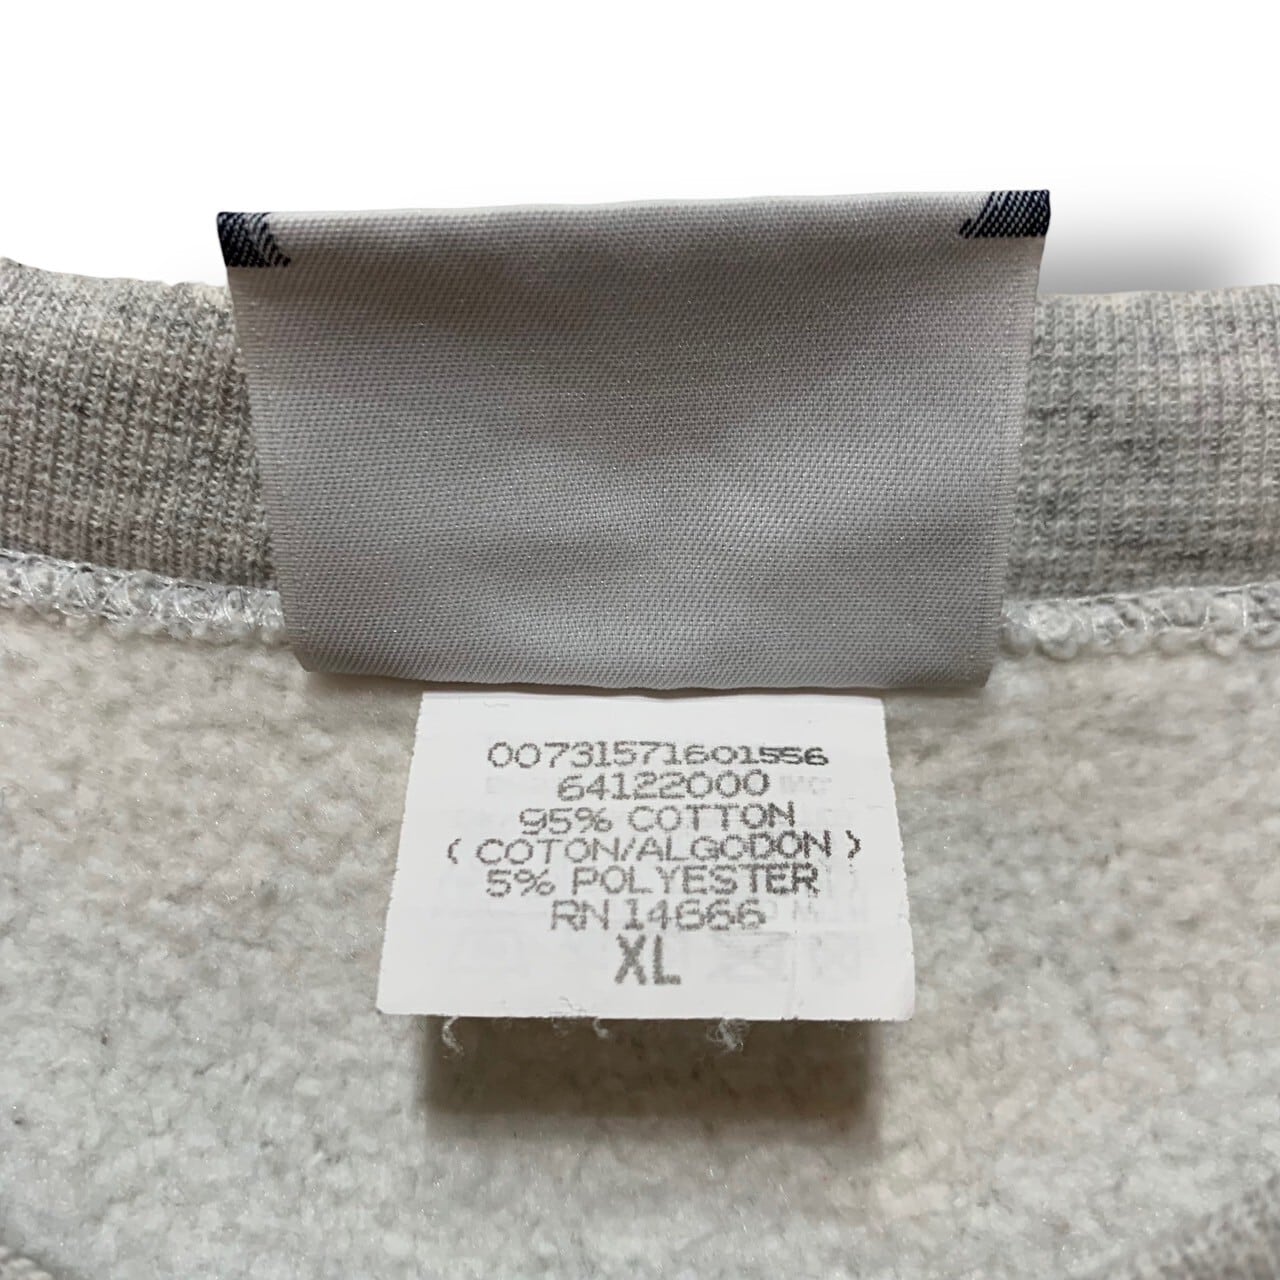 00731571601556
64122000
95% COTTON
( COTON/ALGODON )
5% POLYESTER
RN 14666
XL